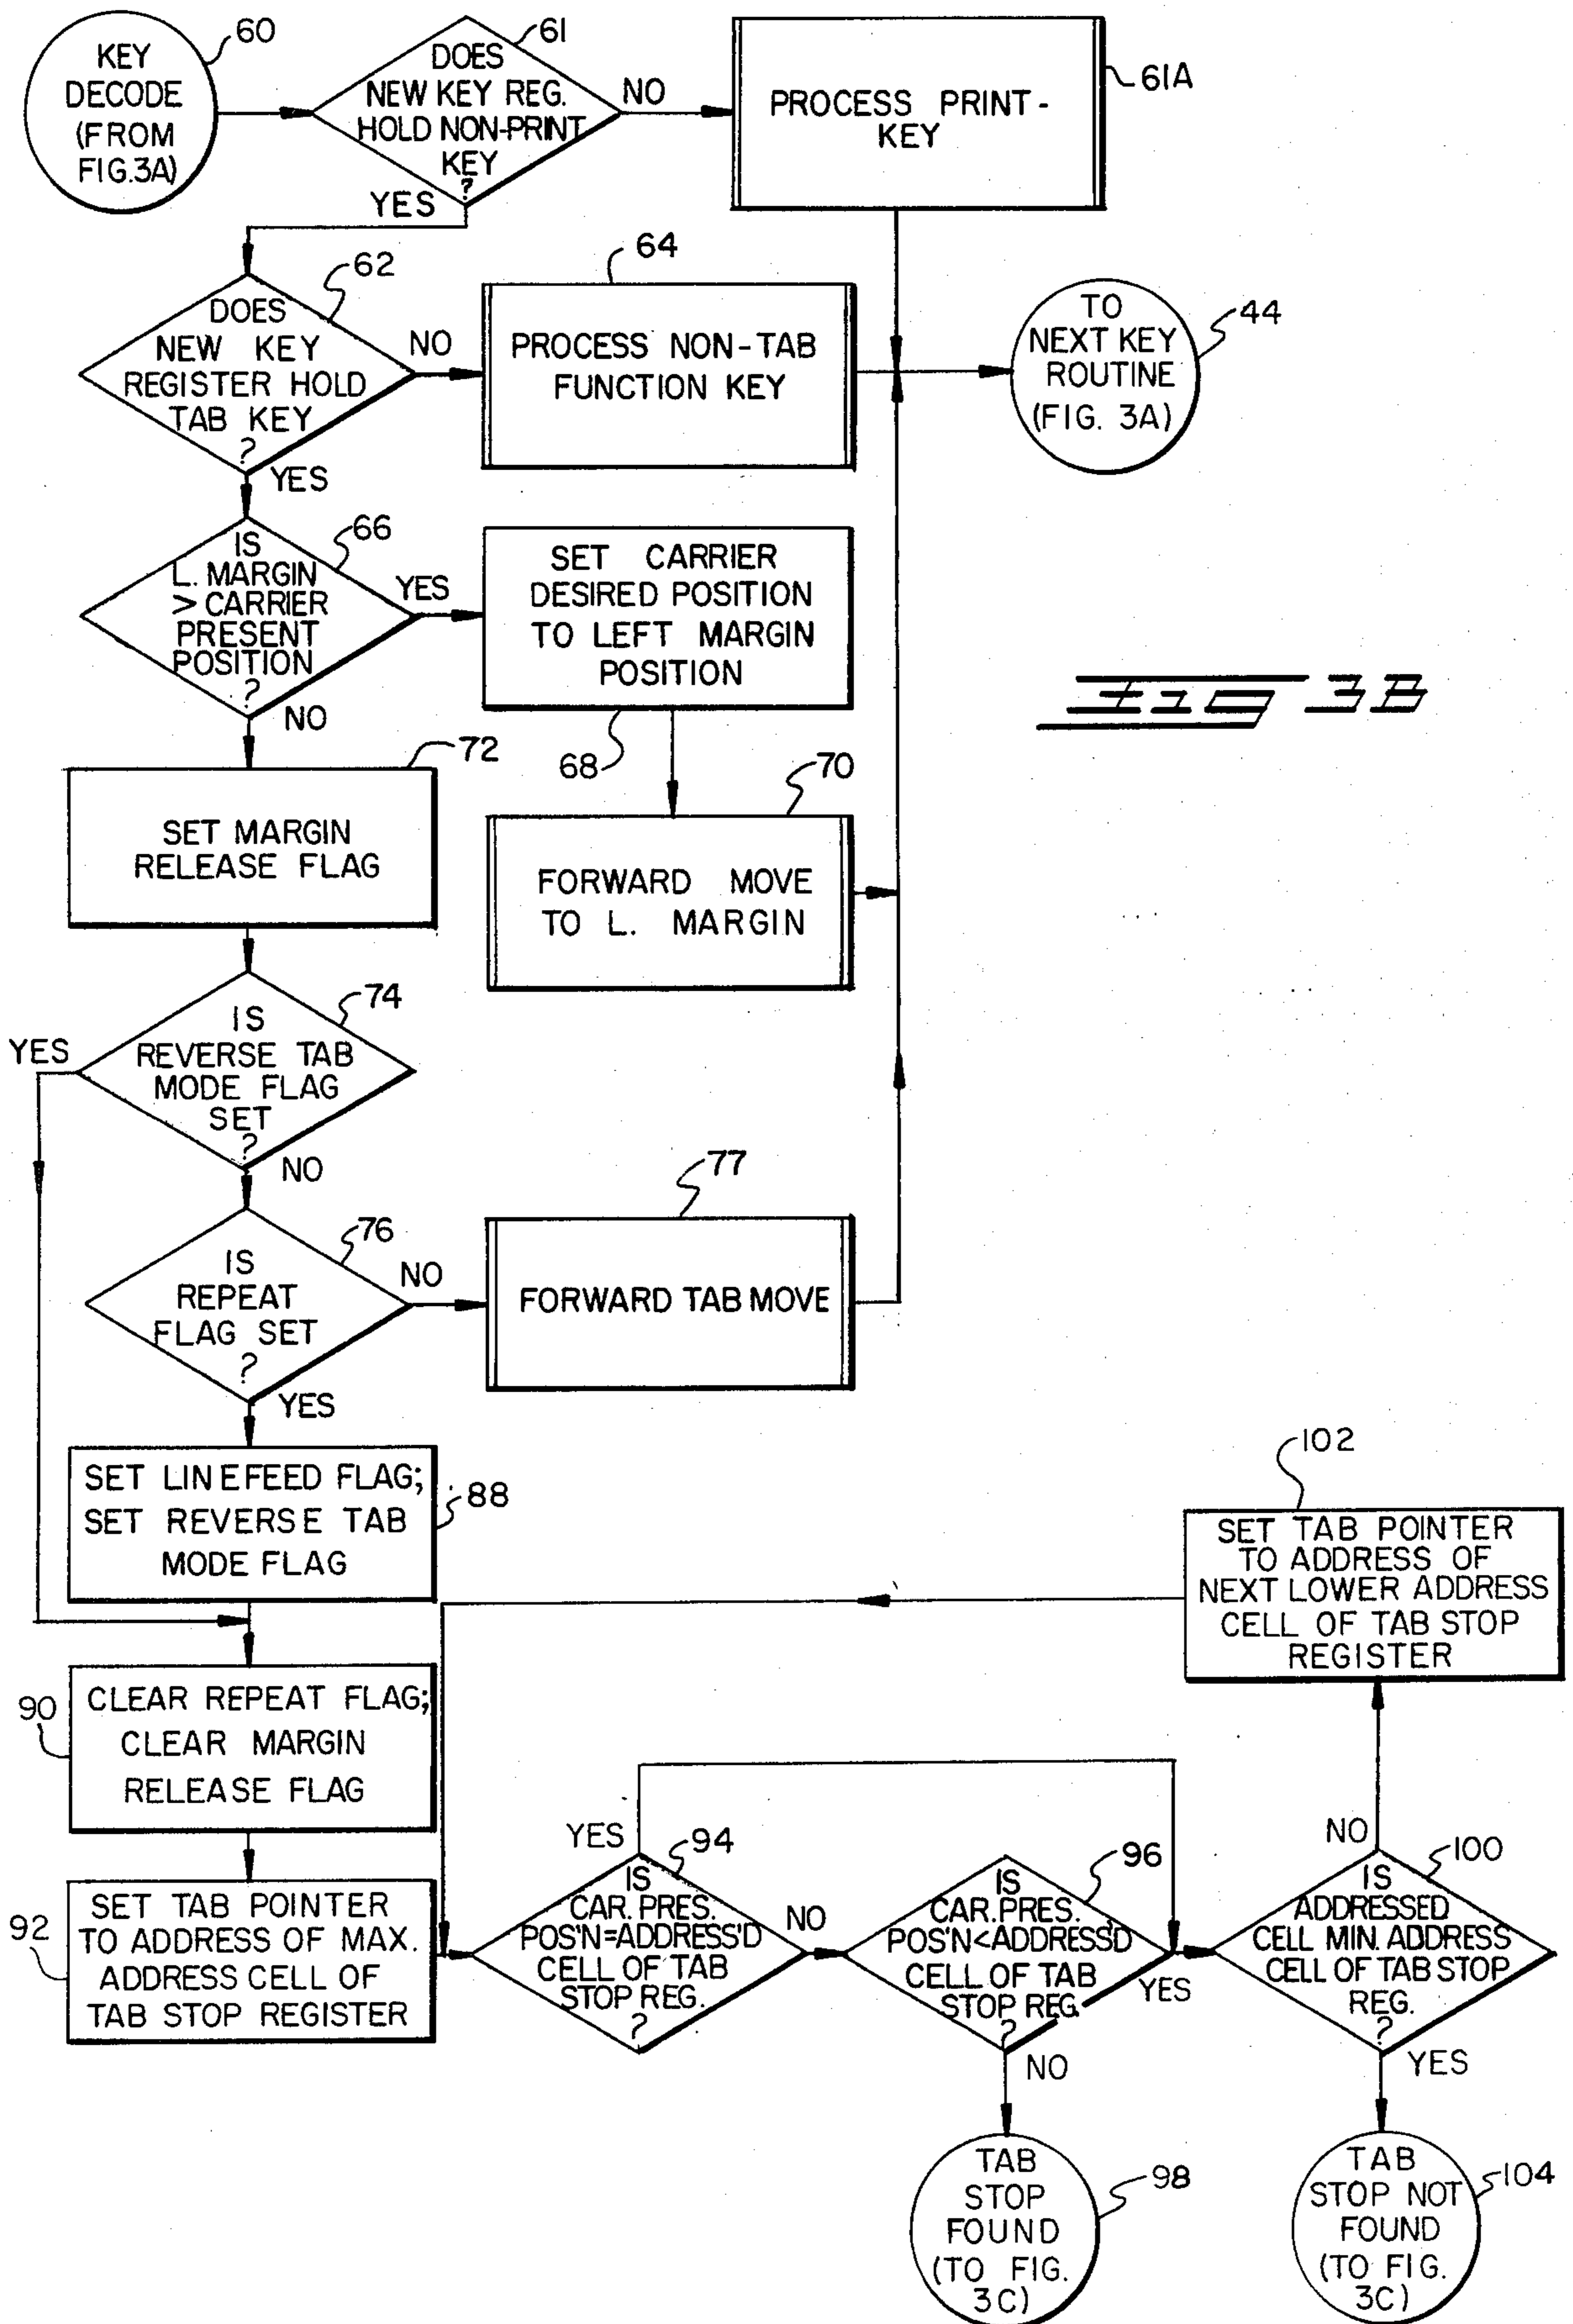 KEY
DECODE
(FROM
FIG.3A)
60
DOES
NEW KEY REG.
HOLD NON-PRINT
KEY
?
61
NO
YES
PROCESS PRINT-
KEY
61A
DOES
NEW KEY
REGISTER HOLD
TAB KEY
?
62
NO
YES
PROCESS NON-TAB
FUNCTION KEY
64
TO
NEXT KEY
ROUTINE
(FIG. 3A)
44
IS
L. MARGIN
> CARRIER
PRESENT
POSITION
?
66
YES
NO
SET CARRIER
DESIRED POSITION
TO LEFT MARGIN
POSITION
68
FIG 3B
SET MARGIN
RELEASE FLAG
72
FORWARD MOVE
TO L. MARGIN
70
IS
REVERSE TAB
MODE FLAG
SET
?
74
YES
NO
IS
REPEAT
FLAG SET
?
76
NO
YES
FORWARD TAB MOVE
77
SET LINEFEED FLAG;
SET REVERSE TAB
MODE FLAG
88
SET TAB POINTER
TO ADDRESS OF
NEXT LOWER ADDRESS
CELL OF TAB STOP
REGISTER
102
CLEAR REPEAT FLAG;
CLEAR MARGIN
RELEASE FLAG
90
SET TAB POINTER
TO ADDRESS OF MAX.
ADDRESS CELL OF
TAB STOP REGISTER
92
IS
CAR. PRES.
POS'N=ADDRESS'D
CELL OF TAB
STOP REG.
?
94
YES
NO
IS
CAR. PRES.
POS'N<ADDRESS'D
CELL OF TAB
STOP REG.
?
96
YES
NO
IS
ADDRESSED
CELL MIN. ADDRESS
CELL OF TAB STOP
REG.
?
100
NO
YES
TAB
STOP
FOUND
(TO FIG.
3C)
98
TAB
STOP NOT
FOUND
(TO FIG.
3C)
104